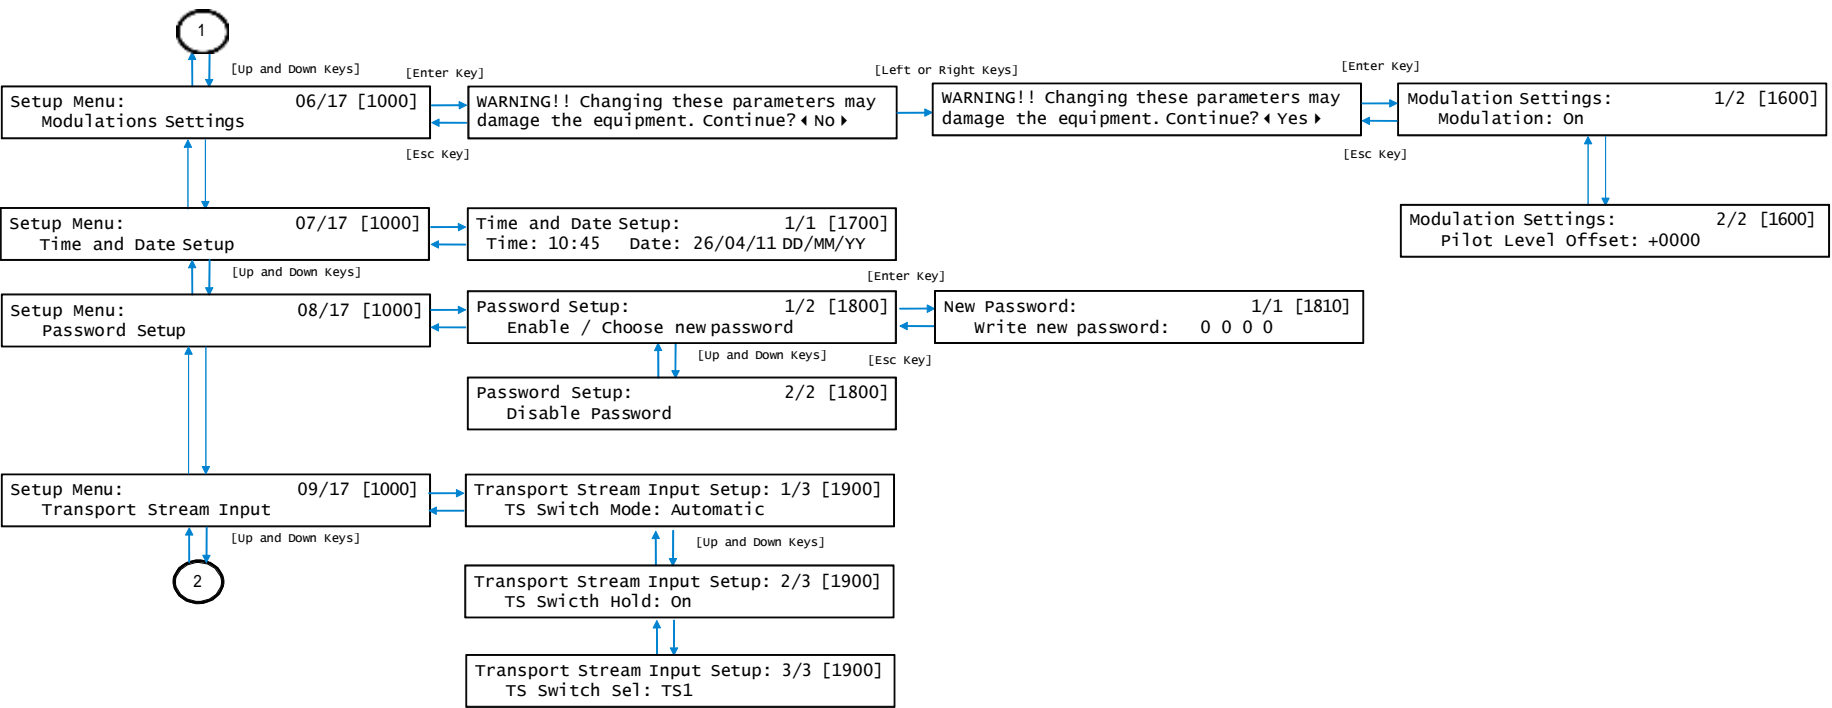 1
[Up and Down Keys]
[Enter Key]
[Left or Right Keys]
[Enter Key]
Setup Menu: 06/17 [1000]
Modulations Settings
WARNING!! Changing these parameters may
damage the equipment. Continue? ◂ No ▸
WARNING!! Changing these parameters may
damage the equipment. Continue? ◂ Yes ▸
Modulation Settings: 1/2 [1600]
Modulation: On
[Esc Key]
[Esc Key]
Setup Menu: 07/17 [1000]
Time and Date Setup
Time and Date Setup: 1/1 [1700]
Time: 10:45 Date: 26/04/11 DD/MM/YY
Modulation Settings: 2/2 [1600]
Pilot Level Offset: +0000
[Up and Down Keys]
[Enter Key]
Setup Menu: 08/17 [1000]
Password Setup
Password Setup: 1/2 [1800]
Enable / Choose new password
New Password: 1/1 [1810]
Write new password: 0 0 0 0
[Up and Down Keys]
[Esc Key]
Password Setup: 2/2 [1800]
Disable Password
Setup Menu: 09/17 [1000]
Transport Stream Input
Transport Stream Input Setup: 1/3 [1900]
TS Switch Mode: Automatic
[Up and Down Keys]
[Up and Down Keys]
2
Transport Stream Input Setup: 2/3 [1900]
TS Swicth Hold: On
Transport Stream Input Setup: 3/3 [1900]
TS Switch Sel: TS1